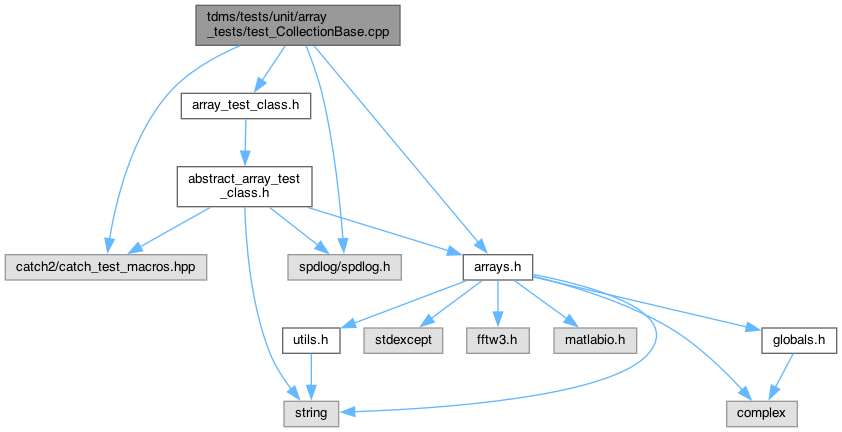 tdms/tests/unit/array
_tests/test_CollectionBase.cpp
array_test_class.h
abstract_array_test
_class.h
catch2/catch_test_macros.hpp
spdlog/spdlog.h
arrays.h
utils.h
stdexcept
fftw3.h
matlabio.h
globals.h
string
complex